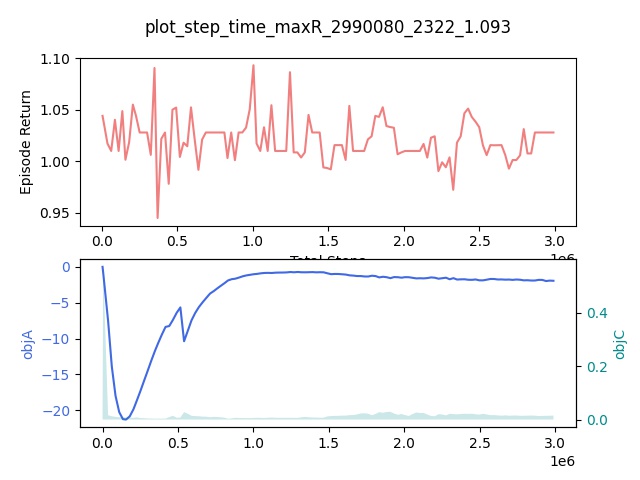 plot_step_time_maxR_2990080_2322_1.093
1.10
1.05
1.00
0.95
Episode Return
0.0 0.5 1.0 1.5 2.0 2.5 3.0
Total Steps
1e6
0
−5
−10
−15
−20
objA
0.4
0.2
0.0
objC
0.0 0.5 1.0 1.5 2.0 2.5 3.0
1e6